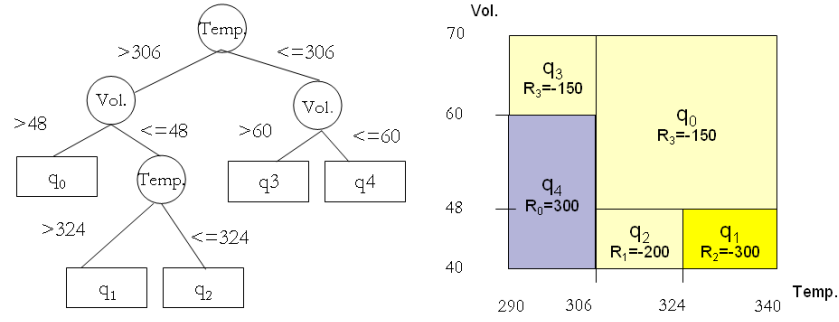 Temp.
>306
<=306
Vol.
Vol.
>48
<=48
>60
<=60
q0
Temp.
q3
q4
>324
<=324
q1
q2
Vol.
70
q3
R3=-150
60
q0
R3=-150
q4
R0=300
48
q2
R1=-200
q1
R2=-300
40
Temp.
290
306
324
340